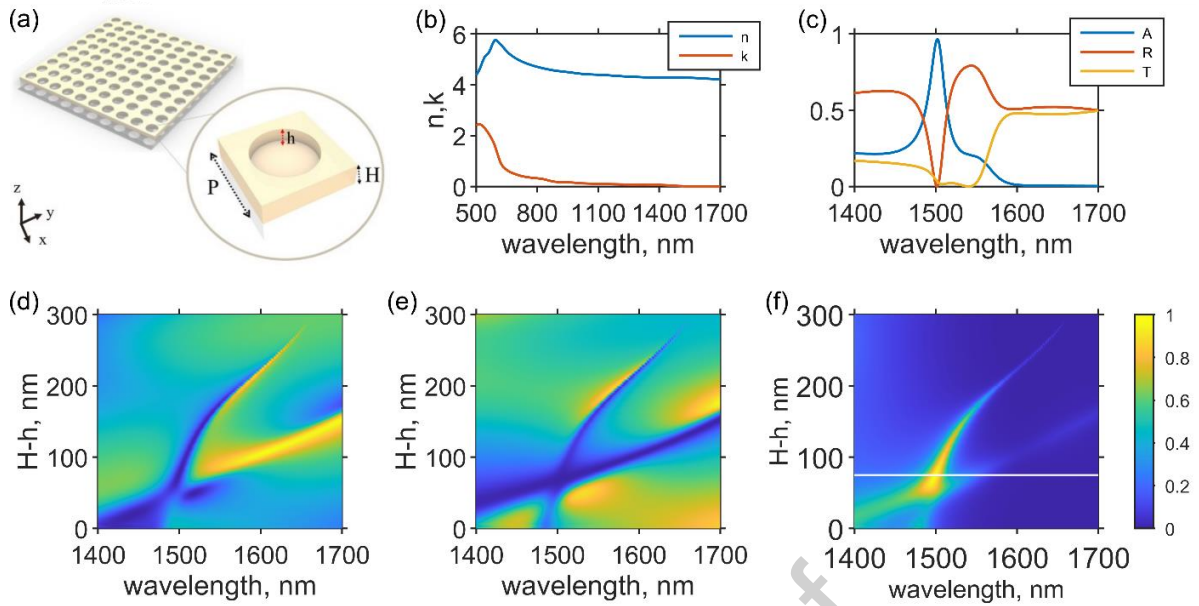 (a)
h
H
P
z
y
x
(b)
6
4
2
0
n,k
n
k
500 800 1100 1400 1700
wavelength, nm
(c)
1
0.5
0
A
R
T
1400 1500 1600 1700
wavelength, nm
(d)
300
200
100
0
H-h, nm
1400 1500 1600 1700
wavelength, nm
(e)
300
200
100
0
H-h, nm
1400 1500 1600 1700
wavelength, nm
(f)
300
200
100
0
H-h, nm
1400 1500 1600 1700
wavelength, nm
1
0.8
0.6
0.4
0.2
0
f